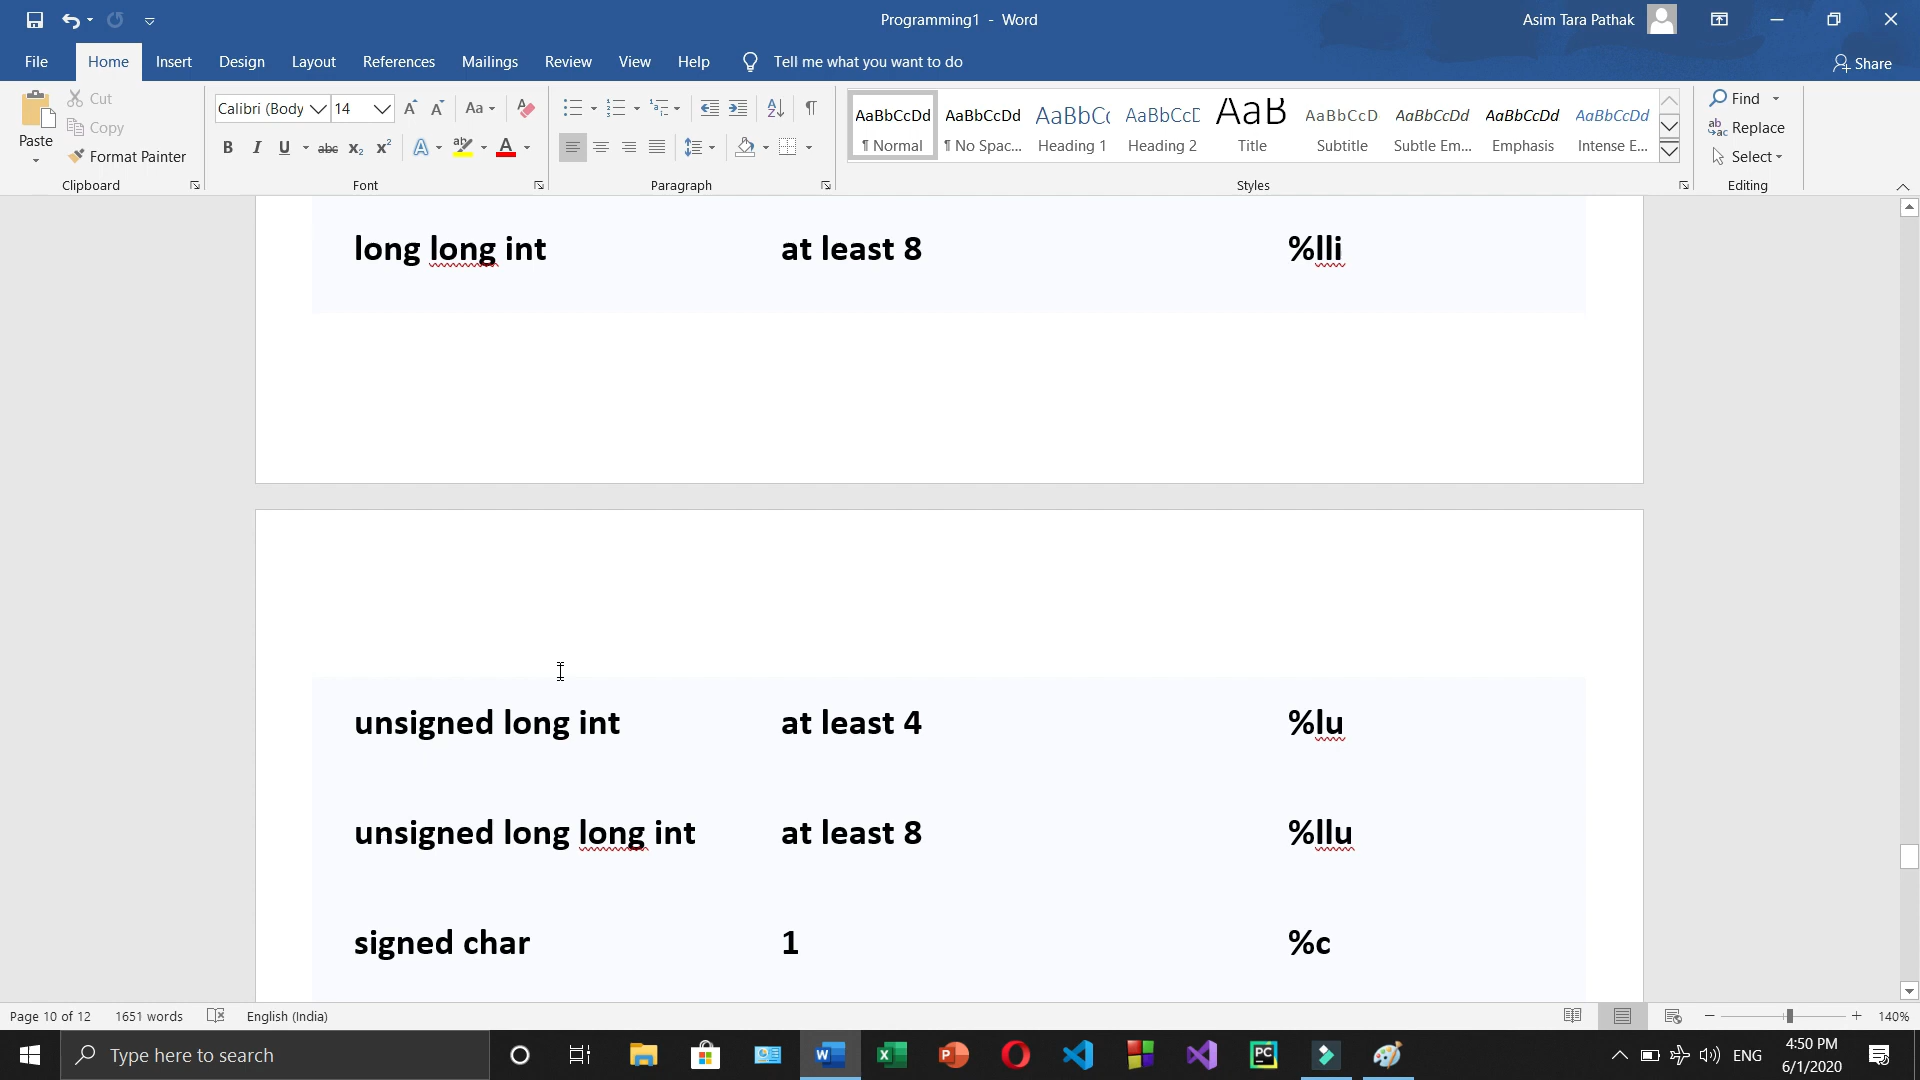 Programming1 - Word
Asim Tara Pathak
File Home Insert Design Layout References Mailings Review View Help Tell me what you want to do
Share
Paste
Cut
Copy
Format Painter
Clipboard
Calibri (Body 14
Aa
B I U abc x₂ x²
Font
Paragraph
AaBbCcDd AaBbCcDd AaBbCc AaBbCcC AaB AaBbCcD AaBbCcDd AaBbCcDd AaBbCcDd
¶ Normal ¶ No Spac... Heading 1 Heading 2 Title Subtitle Subtle Em... Emphasis Intense E...
Styles
Find
Replace
Select
Editing
long long int at least 8 %lli
unsigned long int at least 4 %lu
unsigned long long int at least 8 %llu
signed char 1 %c
Page 10 of 12 1651 words English (India) 140%
Type here to search
ENG
4:50 PM
6/1/2020